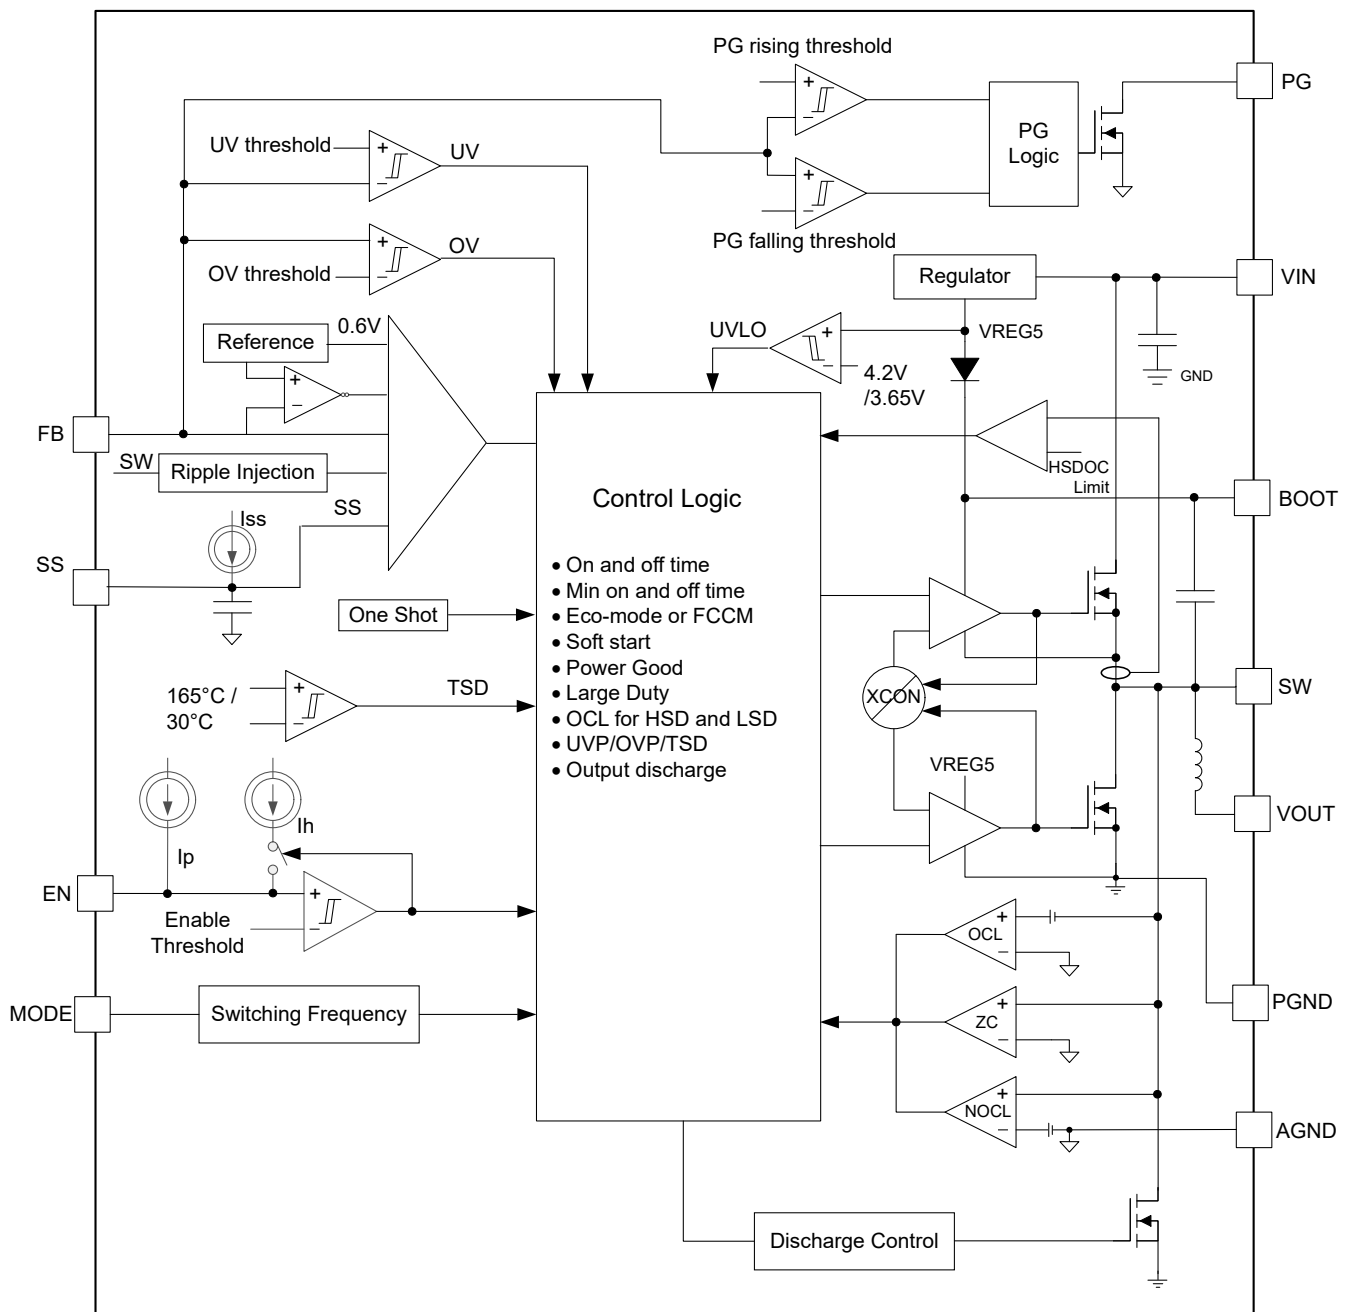 PG rising threshold
PG
PG
Logic
UV threshold
+
−
UV
+
−
+
−
PG falling threshold
OV threshold
+
−
OV
Regulator
VIN
UVLO
+
−
VREG5
4.2V
/3.65V
GND
0.6V
Reference
+
−
FB
SW
Ripple Injection
HSDOC
Limit
BOOT
Iss
SS
SS
Control Logic
• On and off time
• Min on and off time
• Eco-mode or FCCM
• Soft start
• Power Good
• Large Duty
• OCL for HSD and LSD
• UVP/OVP/TSD
• Output discharge
One Shot
165°C /
30°C
+
−
TSD
XCON
SW
VREG5
VOUT
Ip
Ih
EN
+
−
Enable
Threshold
OCL
+
−
MODE
Switching Frequency
ZC
+
−
PGND
NOCL
+
−
AGND
Discharge Control